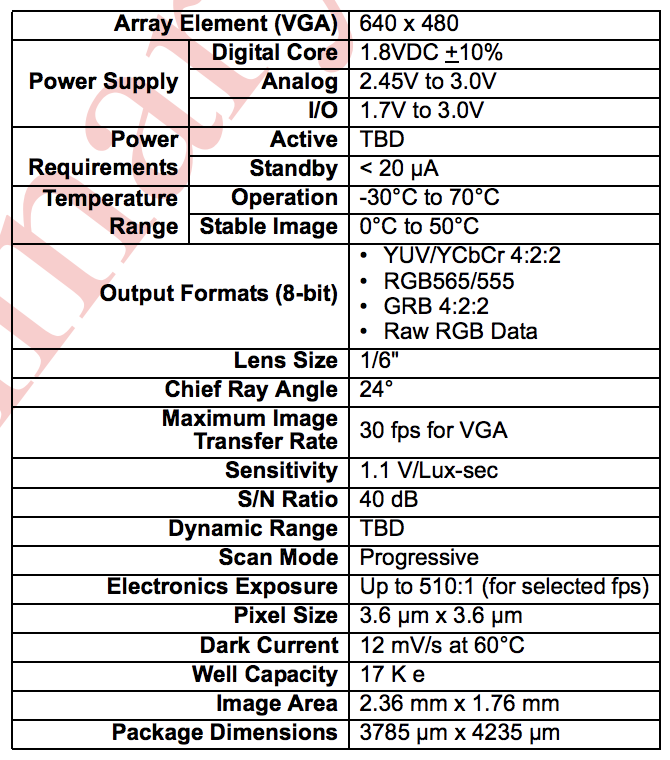 Array Element (VGA) 640 x 480
Power Supply Digital Core 1.8VDC ±10%
Analog 2.45V to 3.0V
I/O 1.7V to 3.0V
Power Requirements Active TBD
Standby < 20 µA
Temperature Range Operation -30°C to 70°C
Stable Image 0°C to 50°C
Output Formats (8-bit)
• YUV/YCbCr 4:2:2
• RGB565/555
• GRB 4:2:2
• Raw RGB Data
Lens Size 1/6"
Chief Ray Angle 24°
Maximum Image
Transfer Rate 30 fps for VGA
Sensitivity 1.1 V/Lux-sec
S/N Ratio 40 dB
Dynamic Range TBD
Scan Mode Progressive
Electronics Exposure Up to 510:1 (for selected fps)
Pixel Size 3.6 µm x 3.6 µm
Dark Current 12 mV/s at 60°C
Well Capacity 17 K e
Image Area 2.36 mm x 1.76 mm
Package Dimensions 3785 µm x 4235 µm